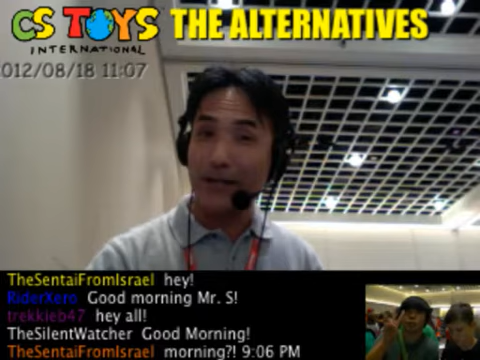 CS TOYS
INTERNATIONAL
THE ALTERNATIVES
2012/08/18 11:07
TheSentaiFromIsrael hey!
RiderXero Good morning Mr. S!
trekkieb47 hey all!
TheSilentWatcher Good Morning!
TheSentaiFromIsrael morning?! 9:06 PM